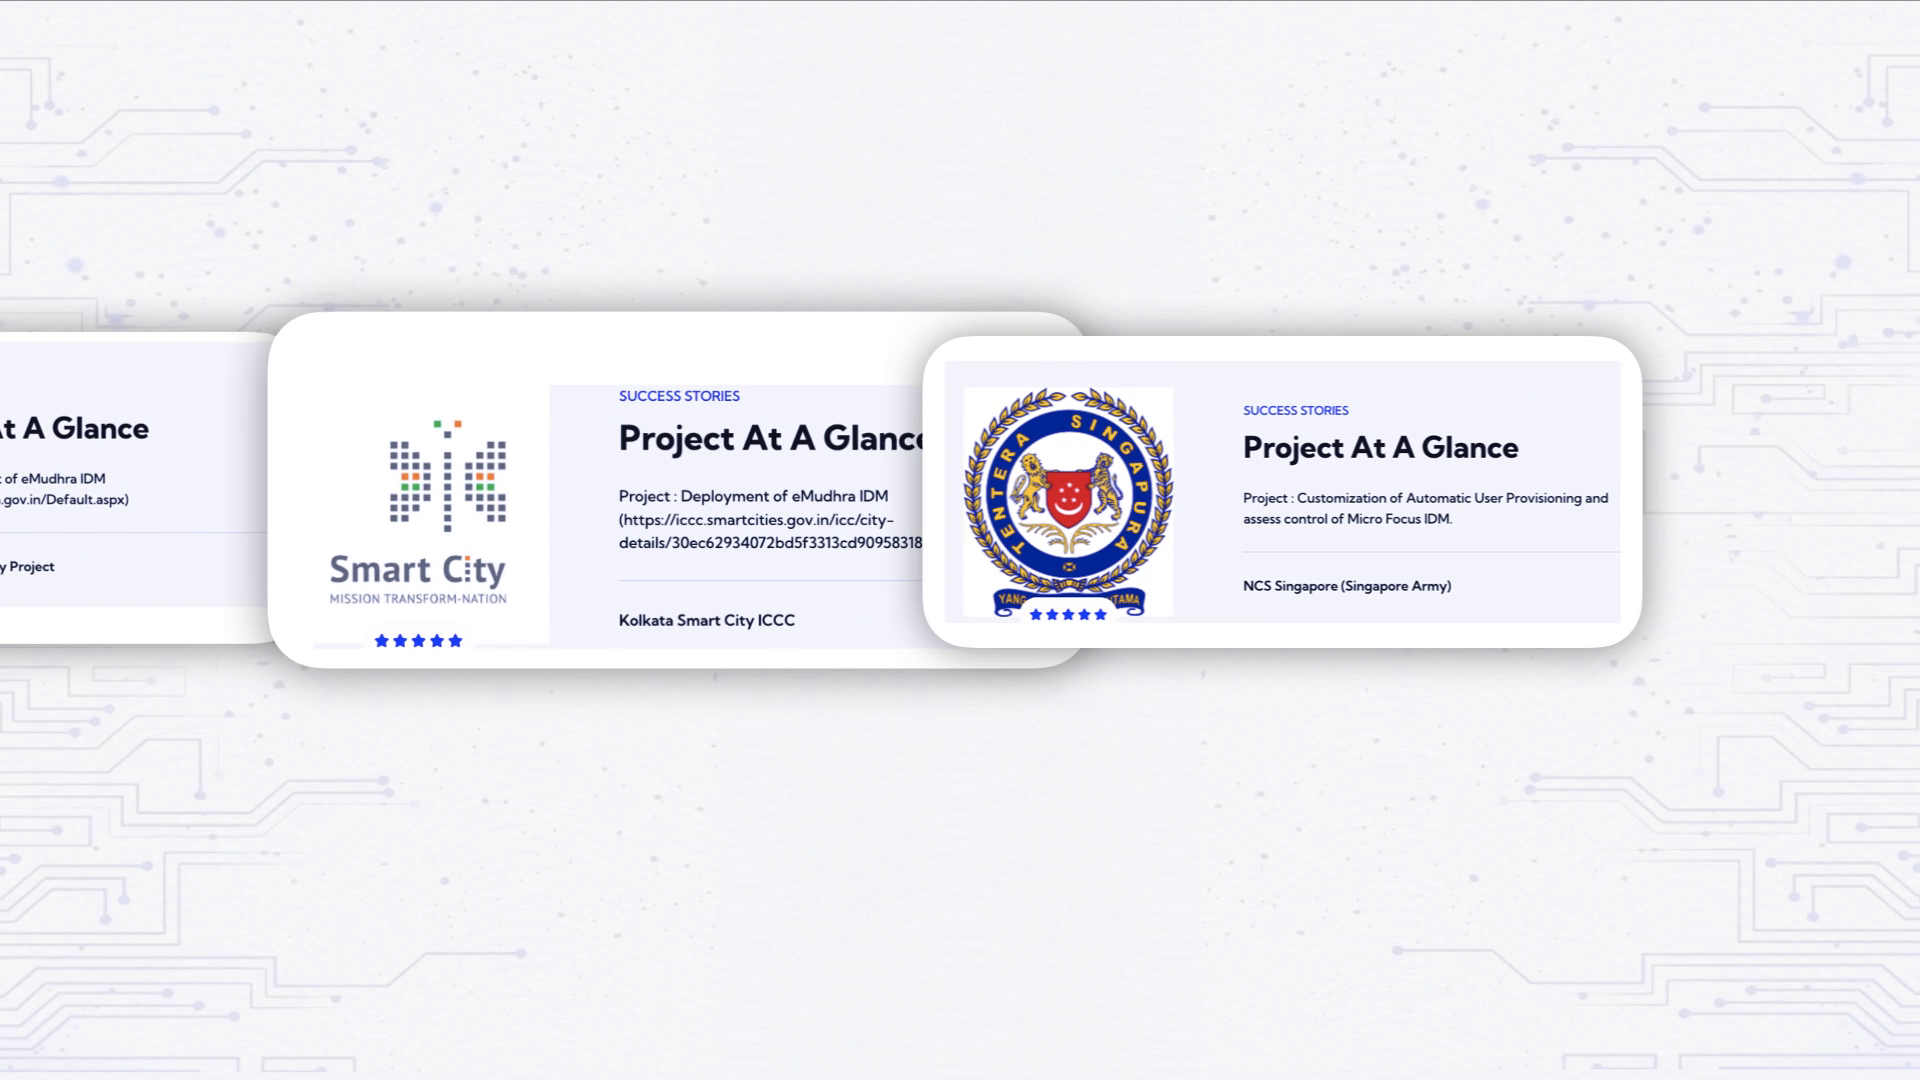 At A Glance
of eMudhra IDM
.gov.in/Default.aspx)
y Project
Smart City
MISSION TRANSFORM-NATION
SUCCESS STORIES
Project At A Glance
Project : Deployment of eMudhra IDM
(https://iccc.smartcities.gov.in/icc/city-
details/30ec62934072bd5f3313cd90958318
Kolkata Smart City ICCC
TENTERA SINGAPURA
YANG
TAMA
SUCCESS STORIES
Project At A Glance
Project : Customization of Automatic User Provisioning and
assess control of Micro Focus IDM.
NCS Singapore (Singapore Army)